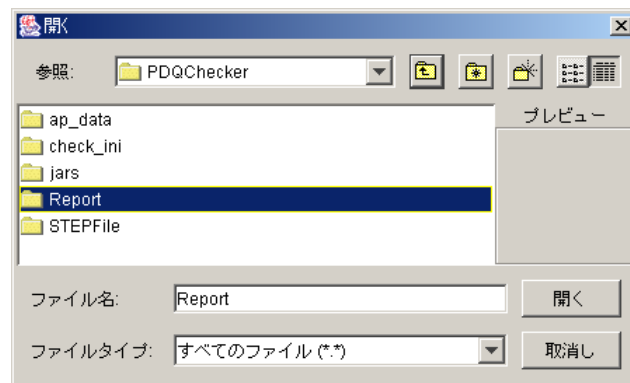 開く
参照: PDQChecker
ap_data
check_ini
jars
Report
STEPFile
プレビュー
ファイル名: Report 開く
ファイルタイプ: すべてのファイル (*.*) 取消し